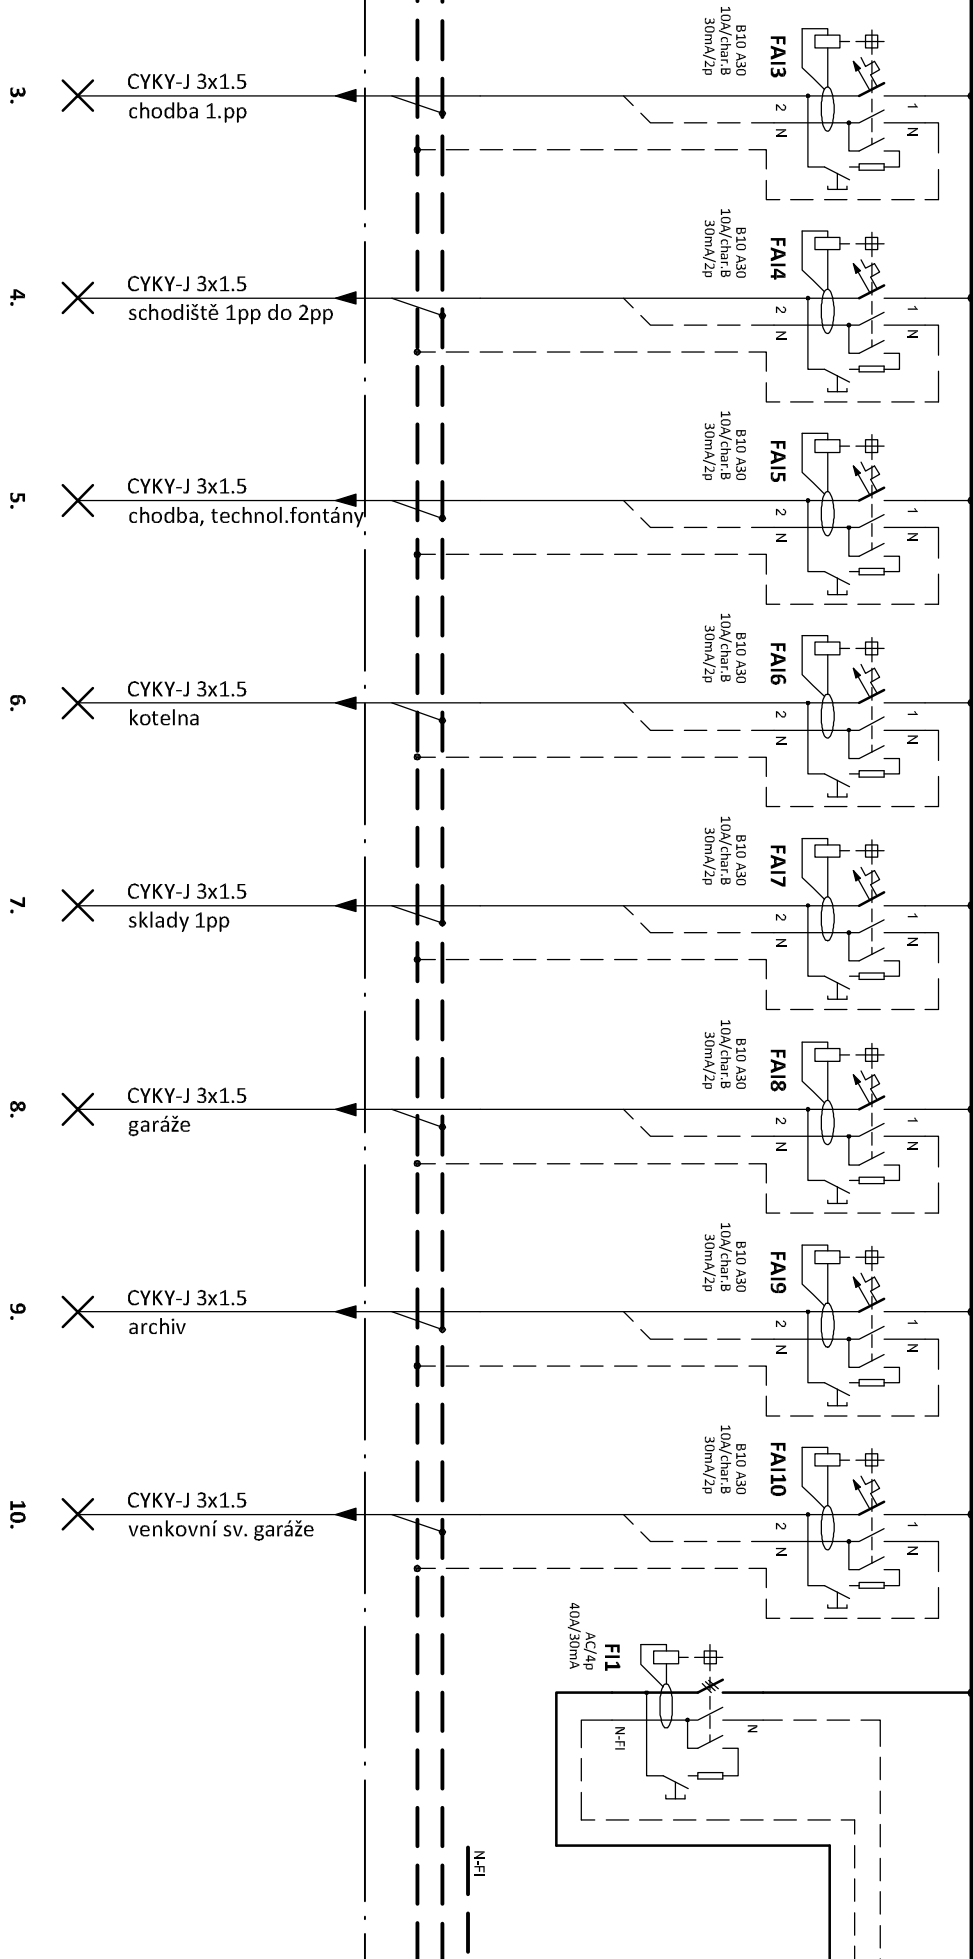 B10 A30
10A/char.B
30mA/2p
FAI3
1
N
2
N
3.
CYKY-J 3x1.5
chodba 1.pp
B10 A30
10A/char.B
30mA/2p
FAI4
1
N
2
N
4.
CYKY-J 3x1.5
schodiště 1pp do 2pp
B10 A30
10A/char.B
30mA/2p
FAI5
1
N
2
N
5.
CYKY-J 3x1.5
chodba, technol.fontány
B10 A30
10A/char.B
30mA/2p
FAI6
1
N
2
N
6.
CYKY-J 3x1.5
kotelna
B10 A30
10A/char.B
30mA/2p
FAI7
1
N
2
N
7.
CYKY-J 3x1.5
sklady 1pp
B10 A30
10A/char.B
30mA/2p
FAI8
1
N
2
N
8.
CYKY-J 3x1.5
garáže
B10 A30
10A/char.B
30mA/2p
FAI9
1
N
2
N
9.
CYKY-J 3x1.5
archiv
B10 A30
10A/char.B
30mA/2p
FAI10
1
N
2
N
10.
CYKY-J 3x1.5
venkovní sv. garáže
FI1
AC/4p
40A/30mA
N
N-FI
N-FI